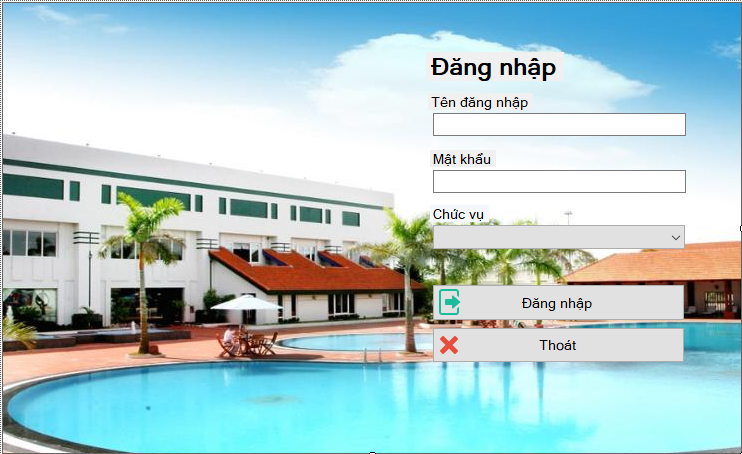 Đăng nhập
Tên đăng nhập
Mật khẩu
Chức vụ
Đăng nhập
Thoát